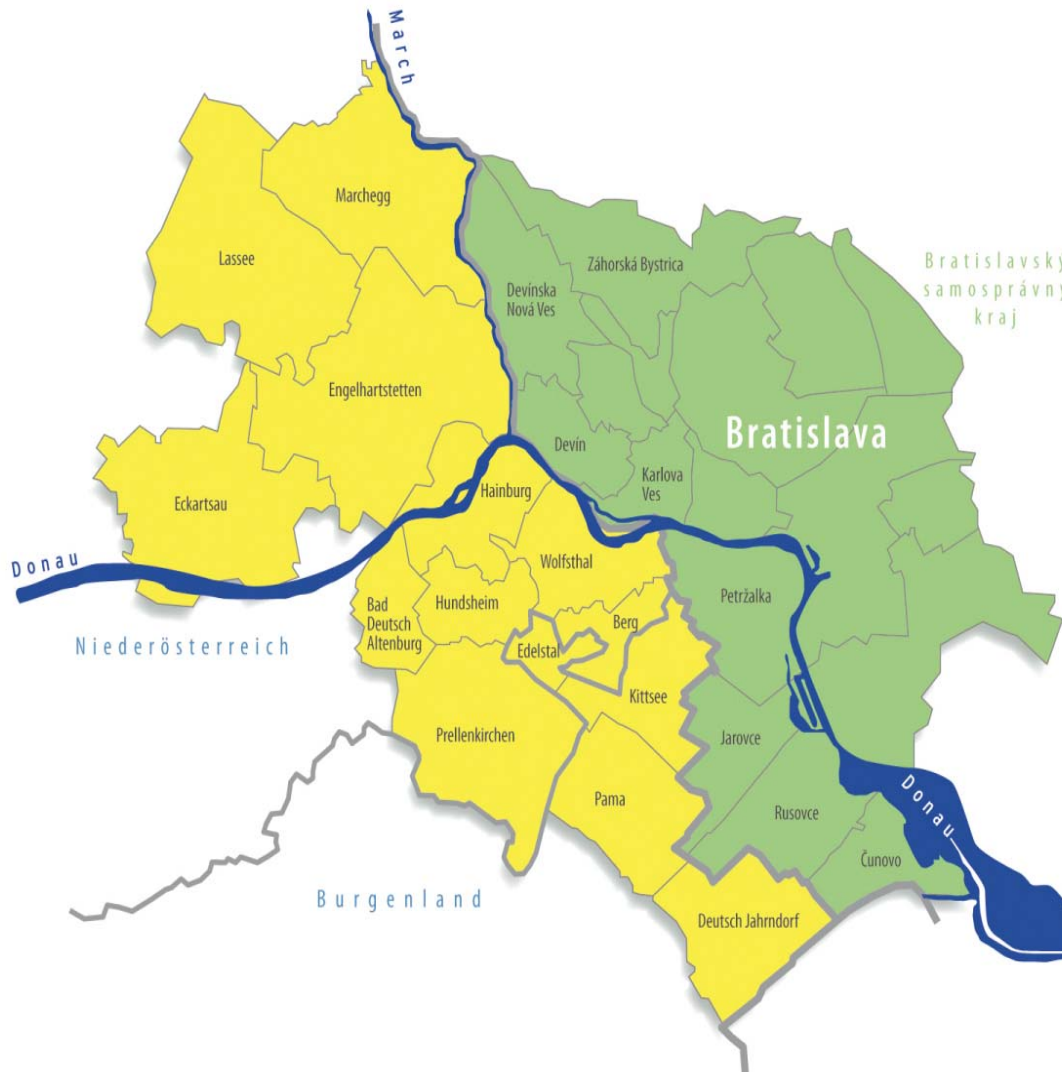 March
Marchegg
Lassee
Záhorská Bystrica
Devínska
Nová Ves
Bratislavský
samosprávny
kraj
Engelhartstetten
Bratislava
Devín
Karlova
Ves
Hainburg
Eckartsau
Donau
Wolfsthal
Petržalka
Hundsheim
Bad
Deutsch
Altenburg
Berg
Edelstal
Niederösterreich
Kittsee
Prellenkirchen
Jarovce
Pama
Rusovce
Donau
Čunovo
Burgenland
Deutsch Jahrndorf